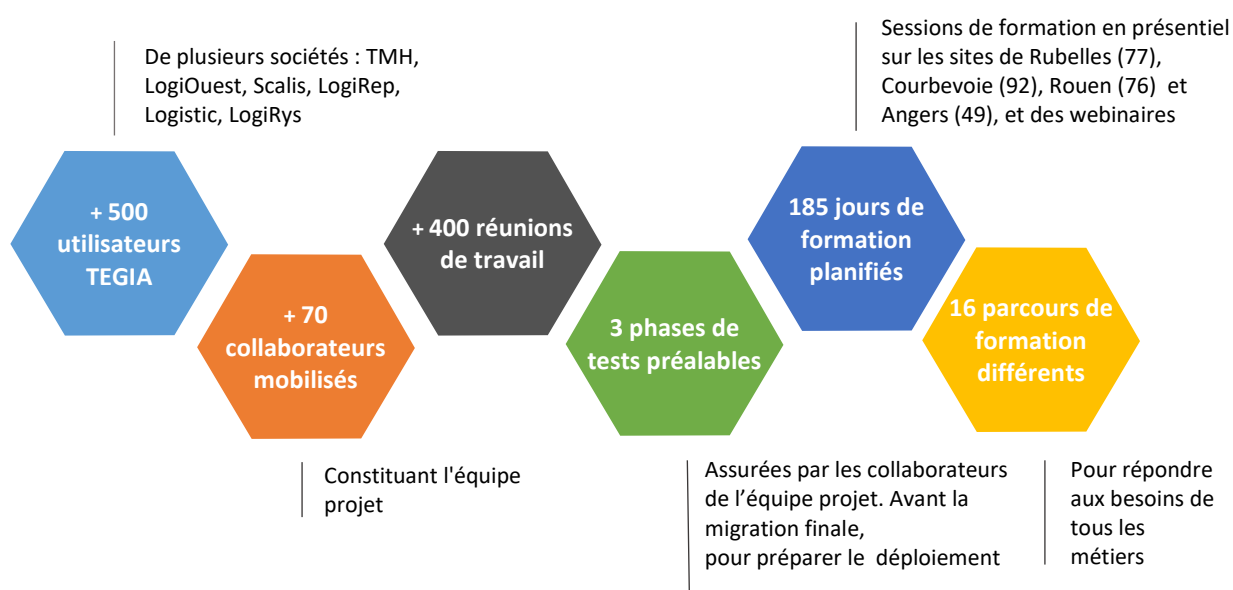 De plusieurs sociétés : TMH,
LogiOuest, Scalis, LogiRep,
Logistic, LogiRys
Sessions de formation en présentiel
sur les sites de Rubelles (77),
Courbevoie (92), Rouen (76) et
Angers (49), et des webinaires
+ 500
utilisateurs
TEGIA
+ 70
collaborateurs
mobilisés
+ 400 réunions
de travail
3 phases de
tests préalables
185 jours de
formation
planifiés
16 parcours de
formation
différents
Constituant l'équipe
projet
Assurées par les collaborateurs
de l’équipe projet. Avant la
migration finale,
pour préparer le déploiement
Pour répondre
aux besoins de
tous les
métiers